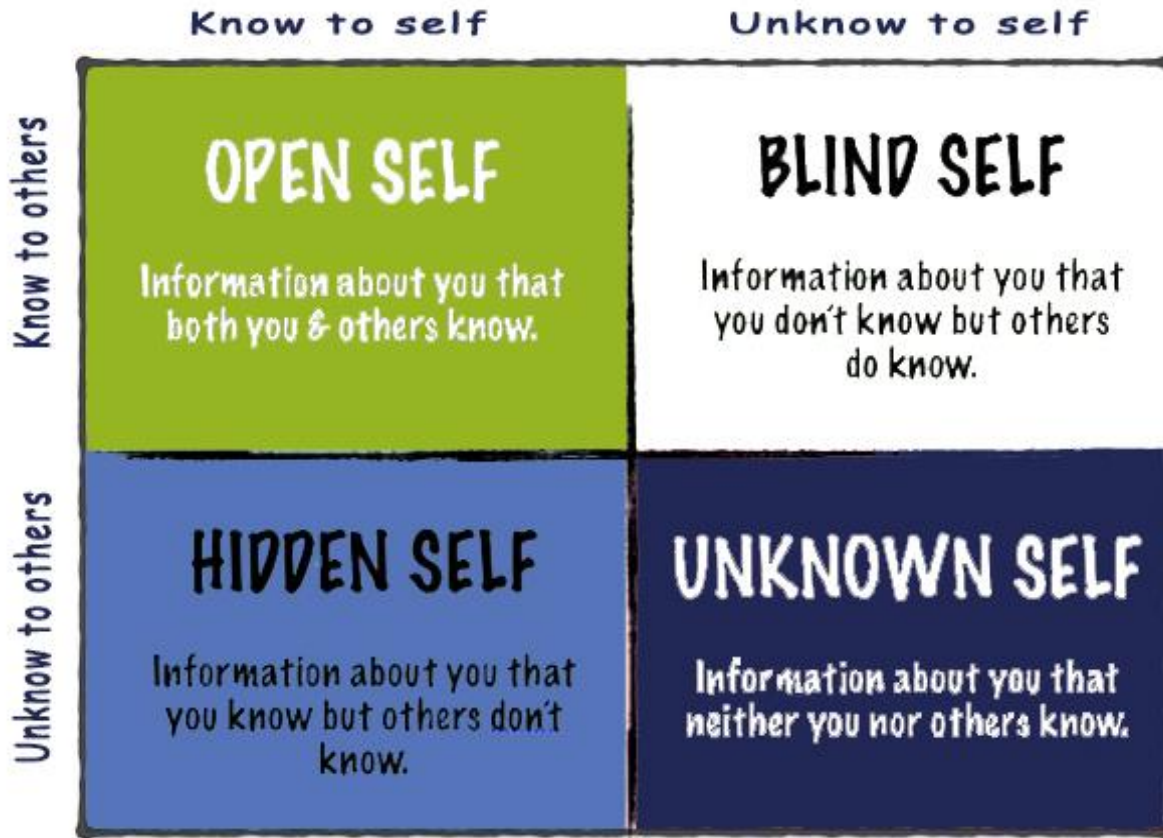 Know to self
Unknow to self
Know to others
OPEN SELF
Information about you that
both you & others know.
BLIND SELF
Information about you that
you don't know but others
do know.
Unknow to others
HIDDEN SELF
Information about you that
you know but others don't
know.
UNKNOWN SELF
Information about you that
neither you nor others know.